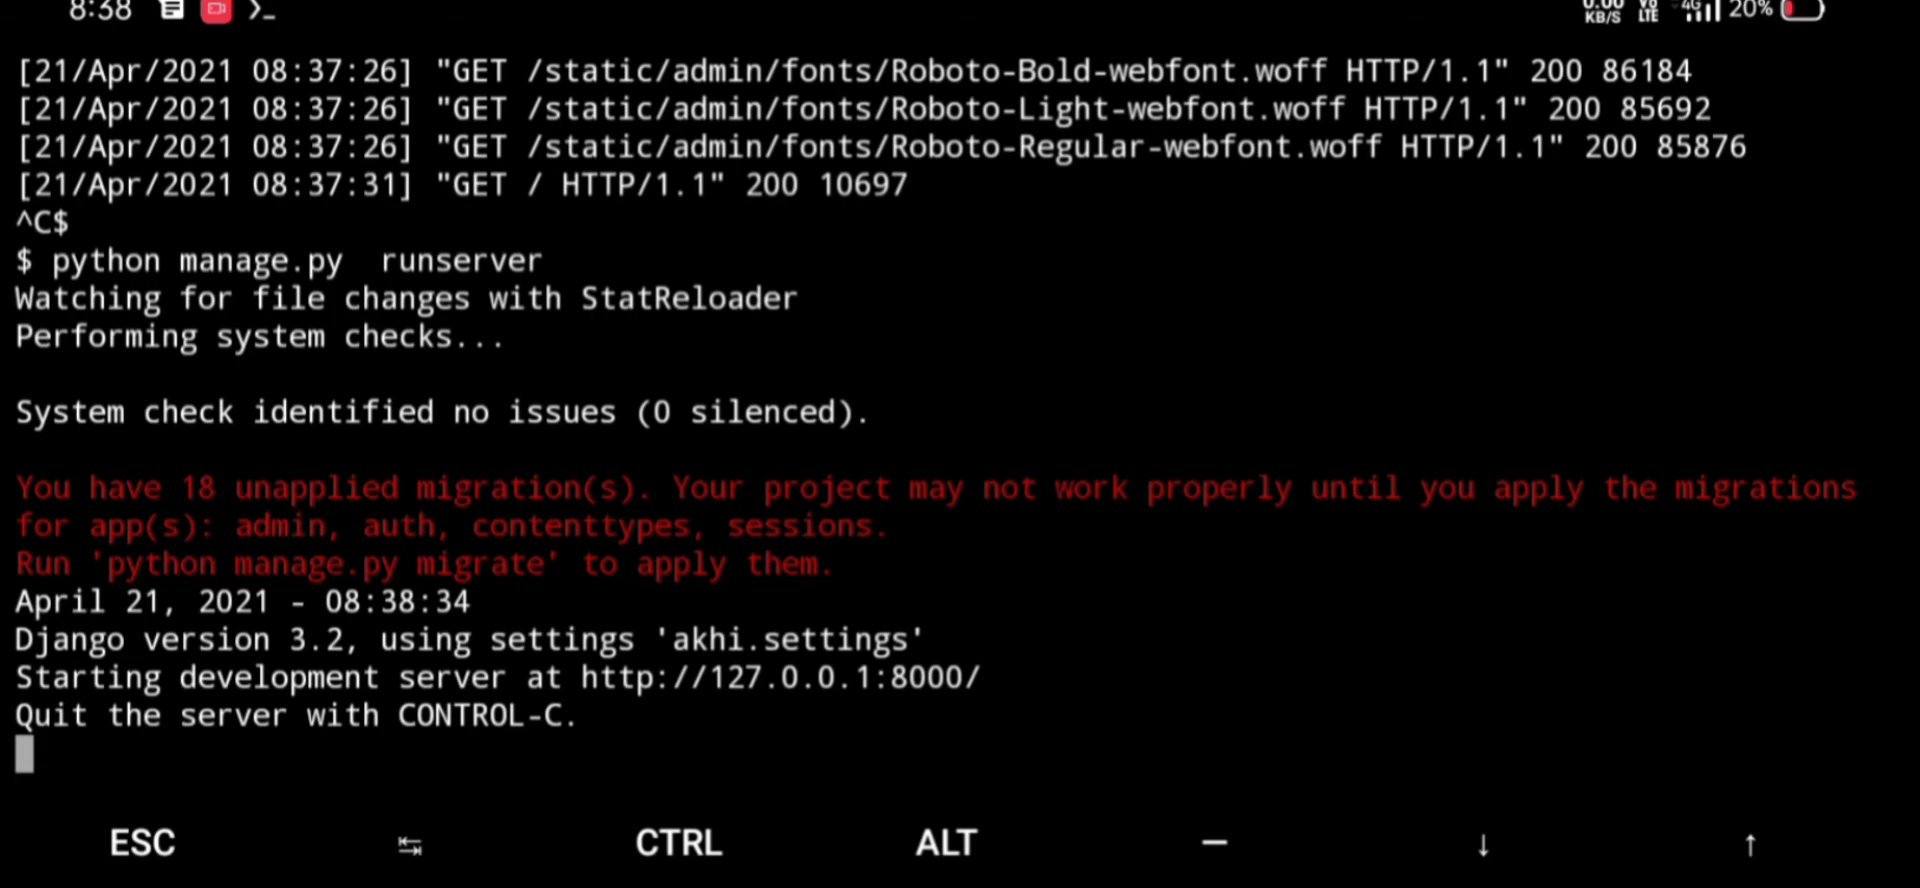 8:38 0.00 KB/S Vo LTE 4G 20%
[21/Apr/2021 08:37:26] "GET /static/admin/fonts/Roboto-Bold-webfont.woff HTTP/1.1" 200 86184
[21/Apr/2021 08:37:26] "GET /static/admin/fonts/Roboto-Light-webfont.woff HTTP/1.1" 200 85692
[21/Apr/2021 08:37:26] "GET /static/admin/fonts/Roboto-Regular-webfont.woff HTTP/1.1" 200 85876
[21/Apr/2021 08:37:31] "GET / HTTP/1.1" 200 10697
^C$
$ python manage.py  runserver
Watching for file changes with StatReloader
Performing system checks...
System check identified no issues (0 silenced).
You have 18 unapplied migration(s). Your project may not work properly until you apply the migrations
for app(s): admin, auth, contenttypes, sessions.
Run 'python manage.py migrate' to apply them.
April 21, 2021 - 08:38:34
Django version 3.2, using settings 'akhi.settings'
Starting development server at http://127.0.0.1:8000/
Quit the server with CONTROL-C.
ESC ↹ CTRL ALT — ↓ ↑